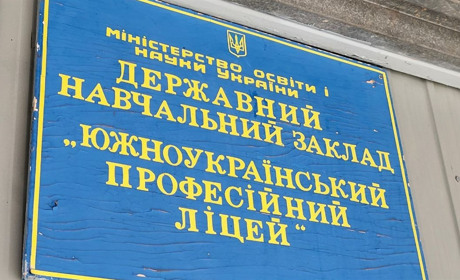 МІНІСТЕРСТВО ОСВІТИ І
НАУКИ УКРАЇНИ
ДЕРЖАВНИЙ
НАВЧАЛЬНИЙ ЗАКЛАД
„ЮЖНОУКРАЇНСЬКИЙ
ПРОФЕСІЙНИЙ
ЛІЦЕЙ“